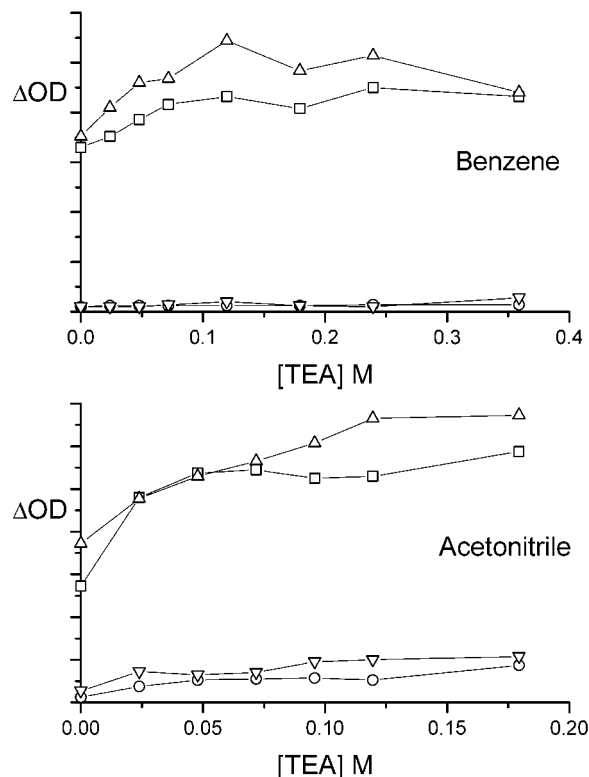 ΔOD
Benzene
0.0 0.1 0.2 0.3 0.4
[TEA] M
ΔOD
Acetonitrile
0.00 0.05 0.10 0.15 0.20
[TEA] M